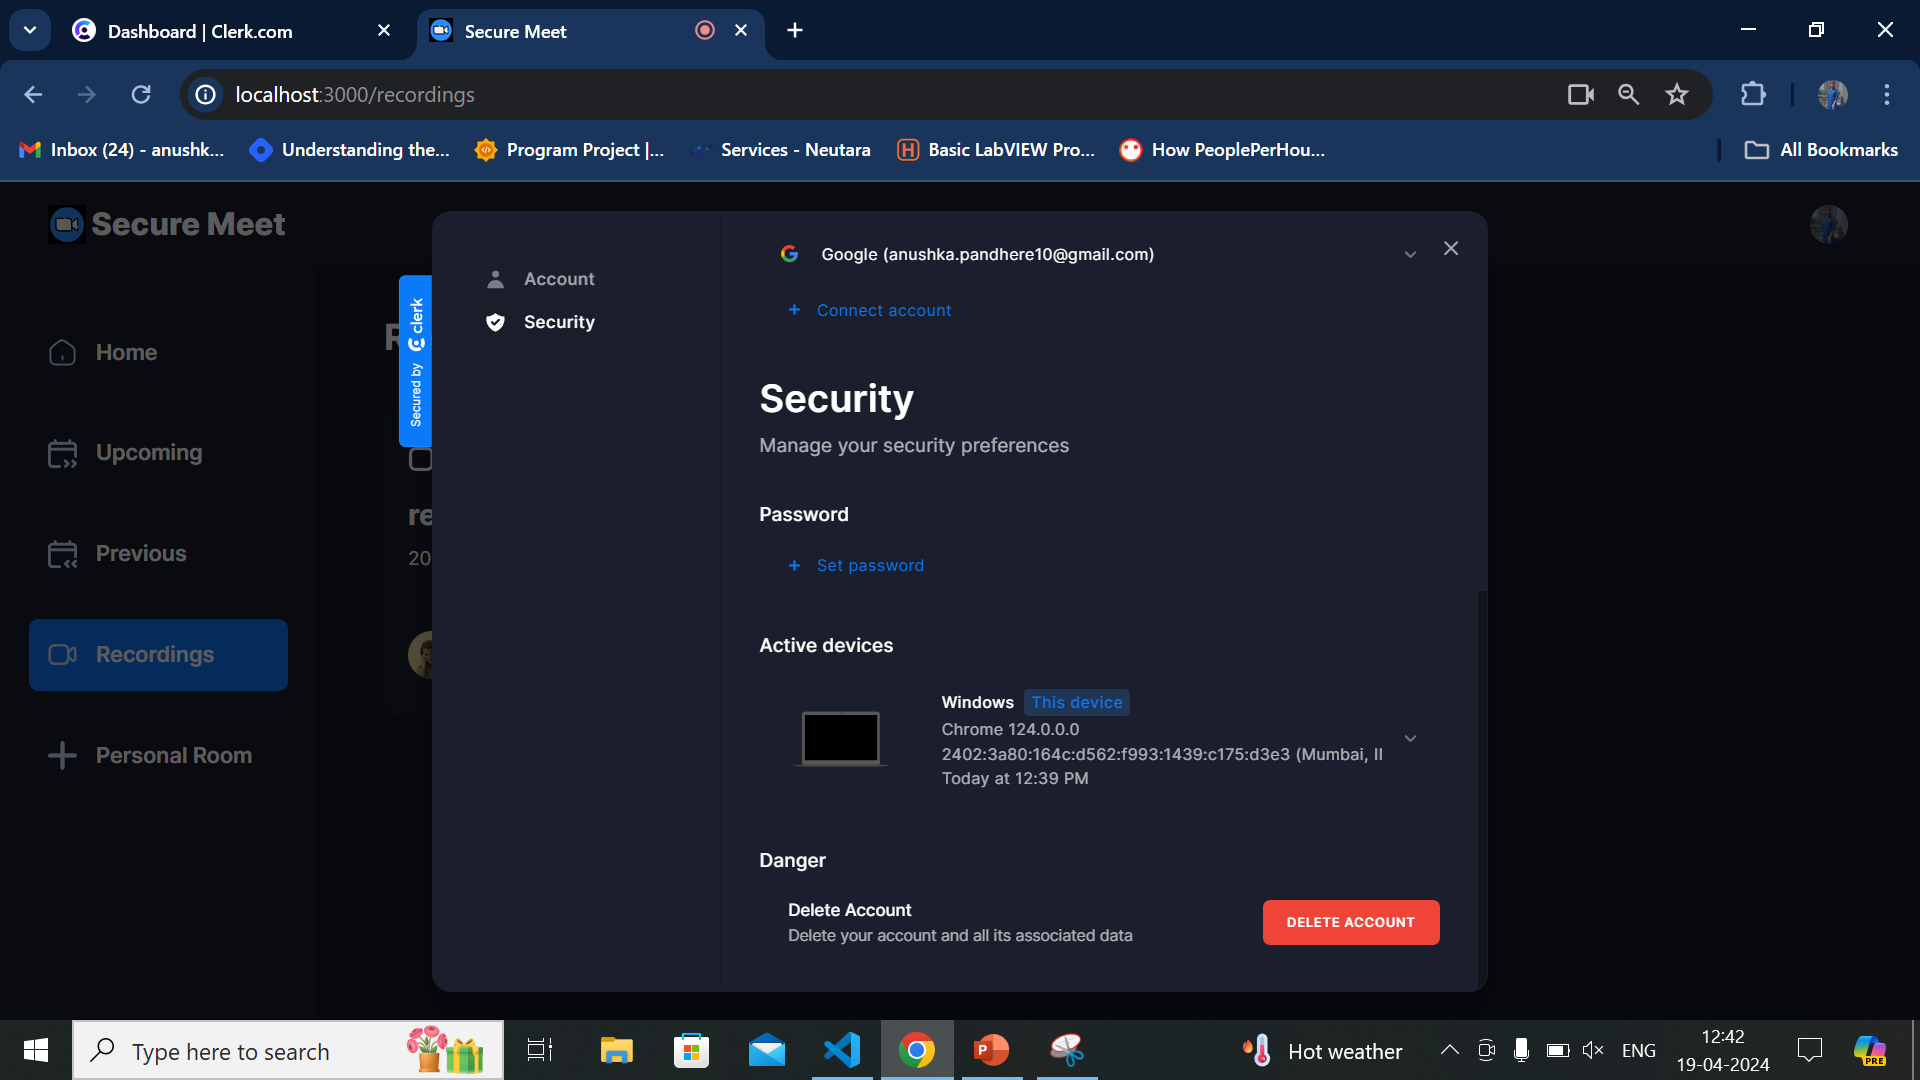 Dashboard | Clerk.com
Secure Meet
localhost:3000/recordings
Inbox (24) - anushk...
Understanding the...
Program Project |...
Services - Neutara
Basic LabVIEW Pro...
How PeoplePerHou...
All Bookmarks
Secure Meet
Home
Upcoming
Previous
Recordings
Personal Room
R
re
20
Secured by clerk
Account
Security
Google (anushka.pandhere10@gmail.com)
Connect account
Security
Manage your security preferences
Password
Set password
Active devices
Windows This device
Chrome 124.0.0.0
2402:3a80:164c:d562:f993:1439:c175:d3e3 (Mumbai, II
Today at 12:39 PM
Danger
Delete Account
Delete your account and all its associated data
DELETE ACCOUNT
Type here to search
Hot weather
ENG
12:42
19-04-2024
PRE